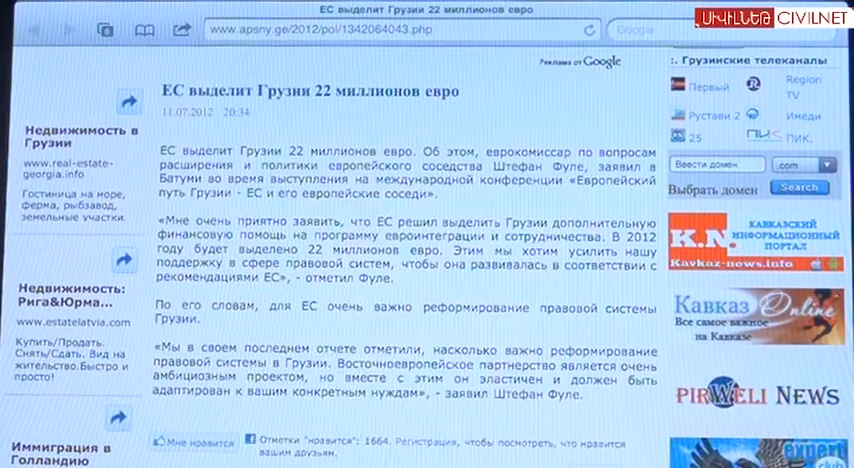 ЕС выделит Грузии 22 миллионов евро
ՍԻՎԻԼՆԵԹ CIVILNET
www.apsny.ge/2012/pol/1342064043.php
Google
Реклама от Google
ЕС выделит Грузии 22 миллионов евро
11.07.2012 20:34
ЕС выделит Грузии 22 миллионов евро. Об этом, еврокомиссар по вопросам
расширения и политики европейского соседства Штефан Фуле, заявил в
Батуми во время выступления на международной конференции «Европейский
путь Грузии - ЕС и его европейские соседи».
«Мне очень приятно заявить, что ЕС решил выделить Грузии дополнительную
финансовую помощь на программу евроинтеграции и сотрудничества. В 2012
году будет выделено 22 миллионов евро. Этим мы хотим усилить нашу
поддержку в сфере правовой систем, чтобы она развивалась в соответствии с
рекомендациями ЕС», - отметил Фуле.
По его словам, для ЕС очень важно реформирование правовой системы
Грузии.
«Мы в своем последнем отчете отметили, насколько важно реформирование
правовой системы в Грузии. Восточноевропейское партнерство является очень
амбициозным проектом, но вместе с этим он эластичен и должен быть
адаптирован к вашим конкретным нуждам», - заявил Штефан Фуле.
Мне нравится
Отметки "нравится": 1664. Регистрация, чтобы посмотреть, что нравится
вашим друзьям.
Недвижимость в
Грузии
www.real-estate-
georgia.info
Гостиница на море,
ферма, рыбзавод,
земельные участки.
Недвижимость:
Рига&Юрма...
www.estatelatvia.com
Купить/Продать.
Снять/Сдать. Вид на
жительство.Быстро и
просто!
Иммиграция в
Голландию
:. Грузинские телеканалы
Первый
Region
TV
Рустави 2
Имеди
25
ПИК
ПИК.
Ввести домен
.com
Выбрать домен
Search
K.N.
КАВКАЗСКИЙ
ИНФОРМАЦИОННЫЙ
ПОРТАЛ
Kavkaz-news.info
Кавказ Online
Все самое важное
на Кавказе
PIRWELI NEWS
expert
club